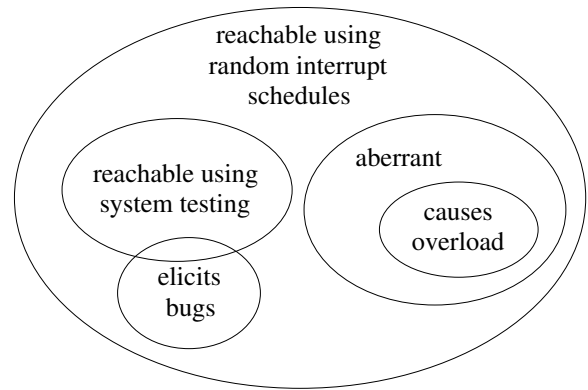 reachable using
random interrupt
schedules
reachable using
system testing
aberrant
causes
overload
elicits
bugs